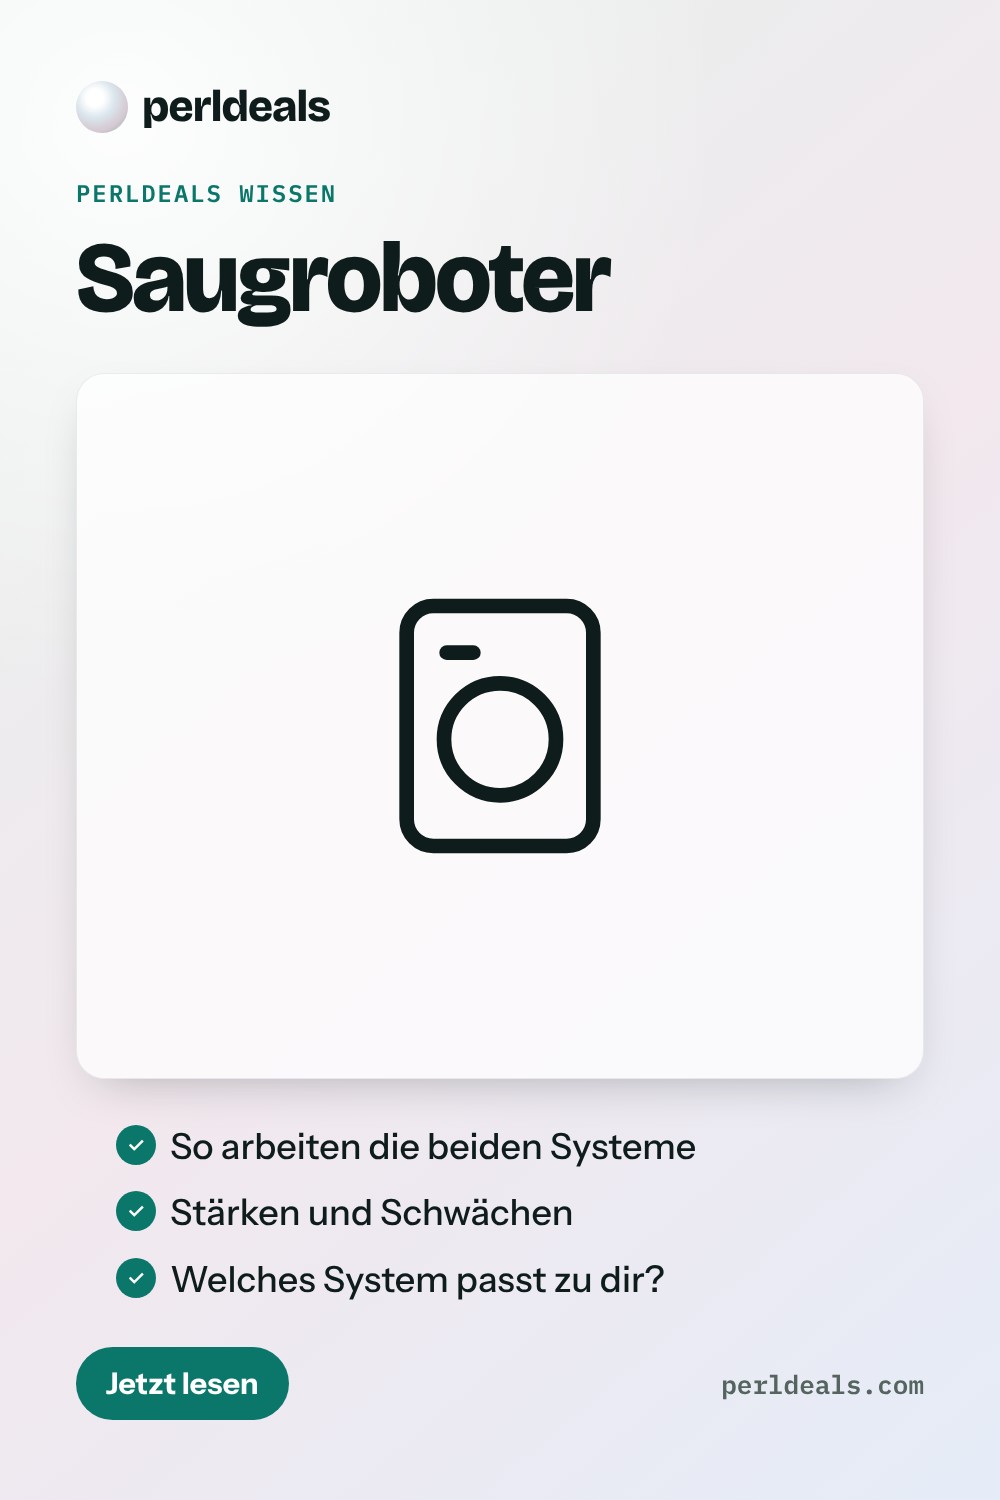 perldeals
PERLDEALS WISSEN
Saugroboter
So arbeiten die beiden Systeme
Stärken und Schwächen
Welches System passt zu dir?
Jetzt lesen
perldeals.com